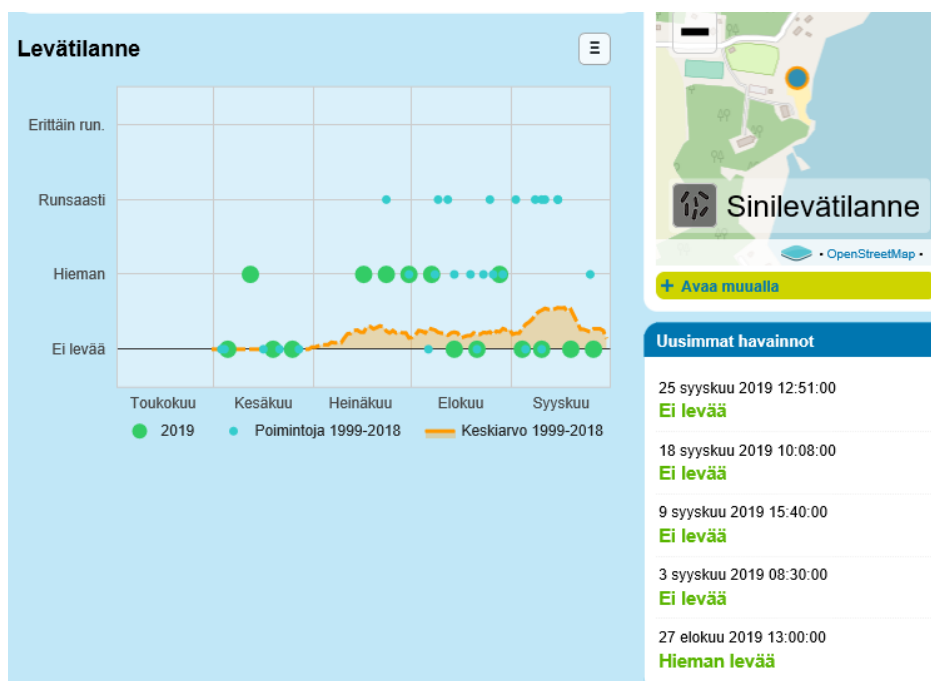 Levätilanne
Erittäin run.
Runsaasti
Hieman
Ei levää
Toukokuu Kesäkuu Heinäkuu Elokuu Syyskuu
2019 Poimintoja 1999-2018 Keskiarvo 1999-2018
Sinilevätilanne
• OpenStreetMap •
+ Avaa muualla
Uusimmat havainnot
25 syyskuu 2019 12:51:00
Ei levää
18 syyskuu 2019 10:08:00
Ei levää
9 syyskuu 2019 15:40:00
Ei levää
3 syyskuu 2019 08:30:00
Ei levää
27 elokuu 2019 13:00:00
Hieman levää